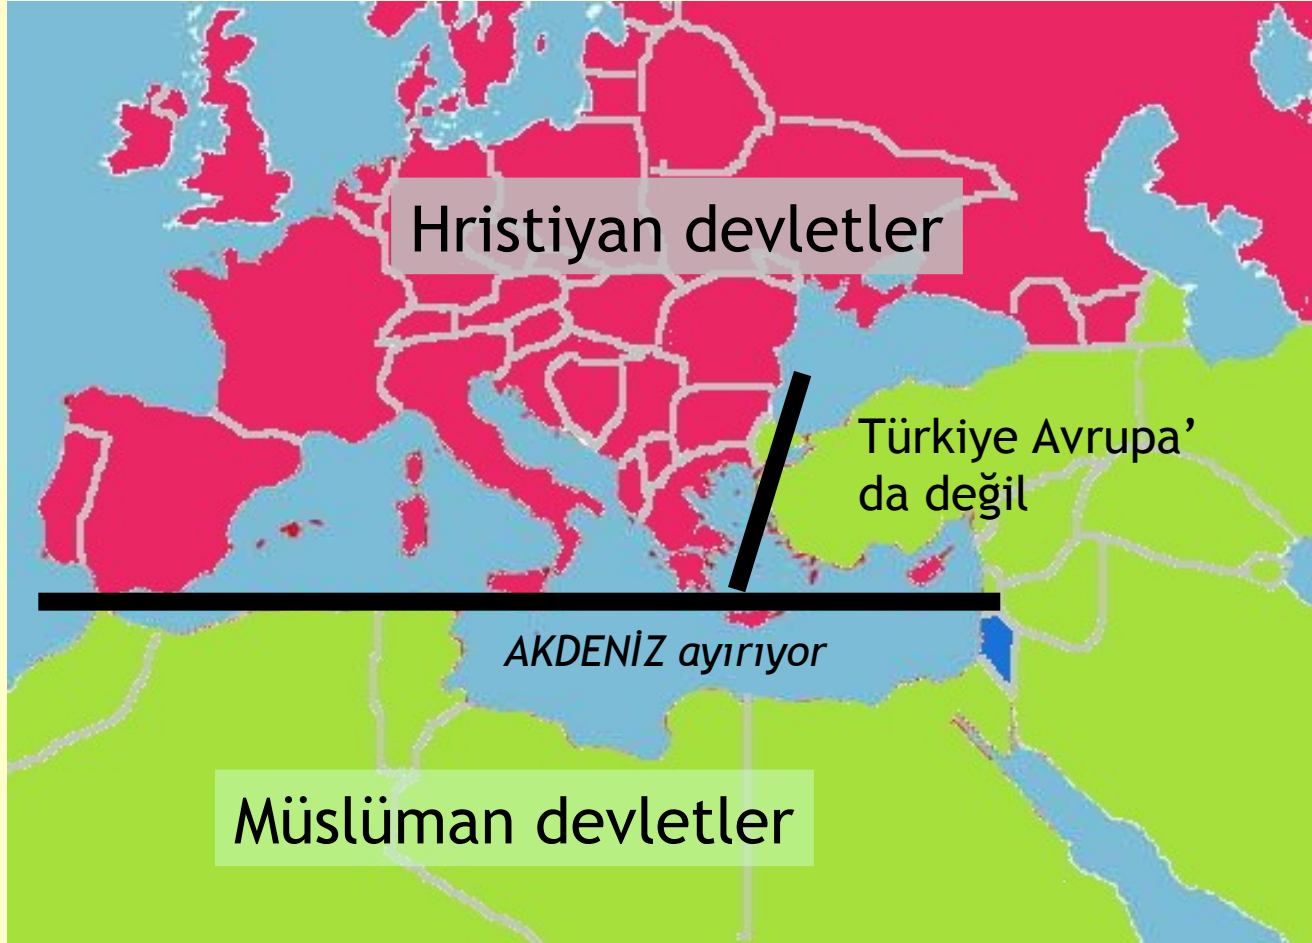 Hristiyan devletler
Türkiye Avrupa’
da değil
AKDENİZ ayırıyor
Müslüman devletler